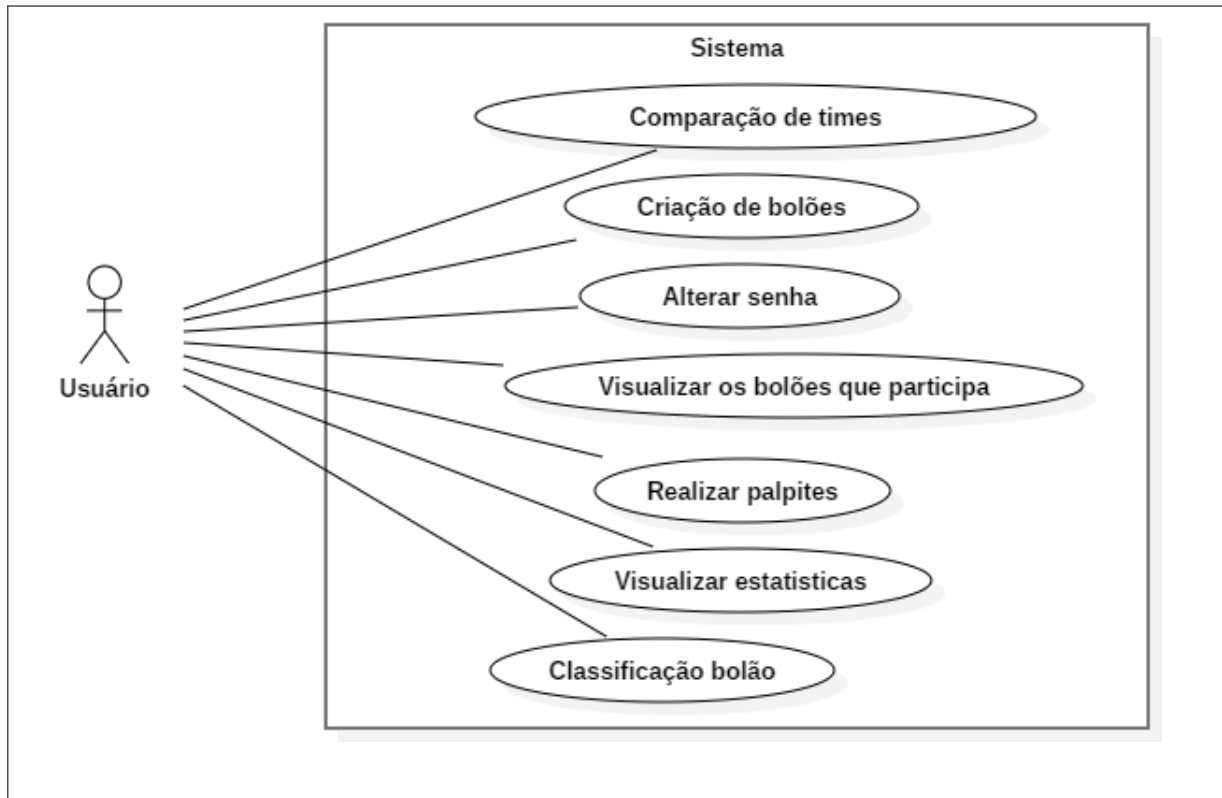 Sistema
Comparação de times
Criação de bolões
Alterar senha
Usuário
Visualizar os bolões que participa
Realizar palpites
Visualizar estatisticas
Classificação bolão